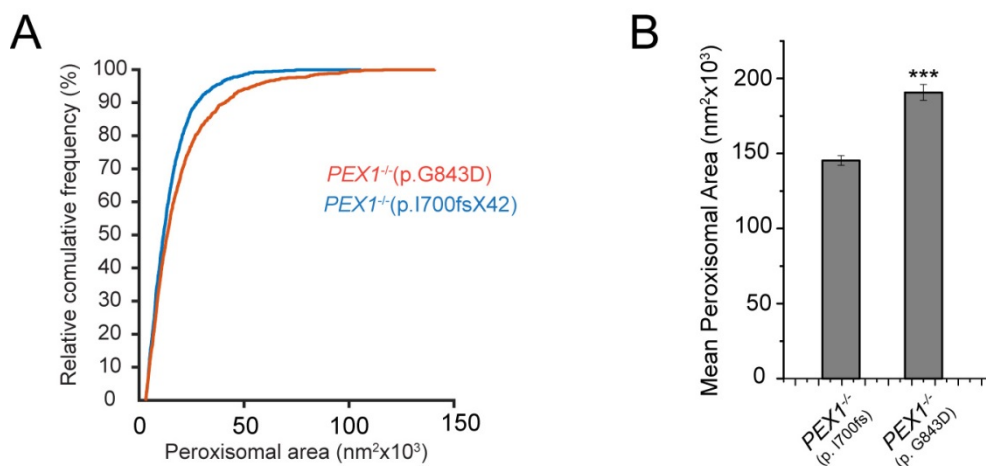 A
Relative comulative frequency (%)
100
90
80
70
60
50
40
30
20
10
0
0
50
100
150
Peroxisomal area (nm²x10³)
PEX1⁻/⁻(p.G843D)
PEX1⁻/⁻(p.I700fsX42)
B
Mean Peroxisomal Area (nm²x10³)
200
150
100
50
0
***
PEX1⁻/⁻
(p. I700fs)
PEX1⁻/⁻
(p. G843D)